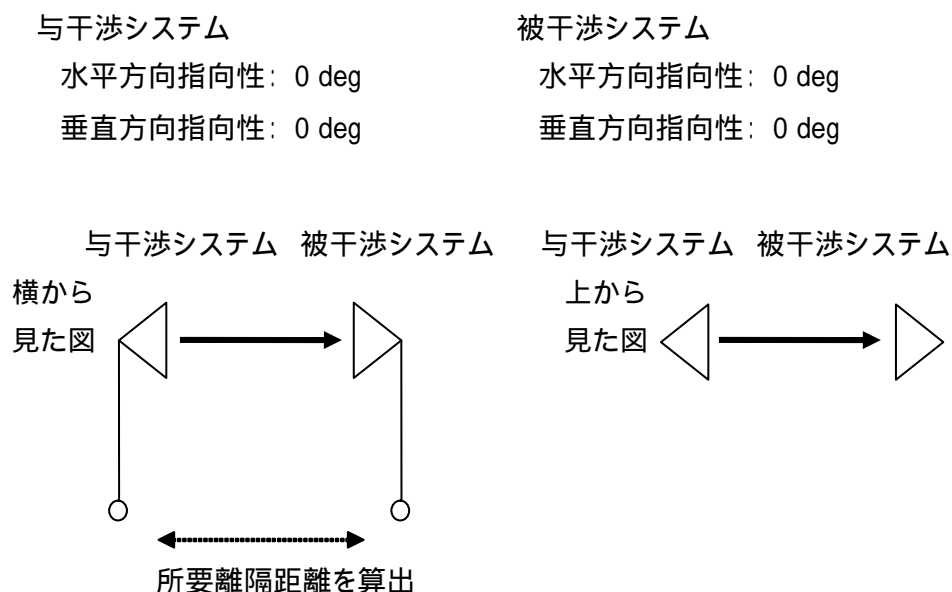 与干渉システム 被干渉システム
水平方向指向性: 0 deg 水平方向指向性: 0 deg
垂直方向指向性: 0 deg 垂直方向指向性: 0 deg
与干渉システム 被干渉システム 与干渉システム 被干渉システム
横から 上から
見た図 見た図
所要離隔距離を算出